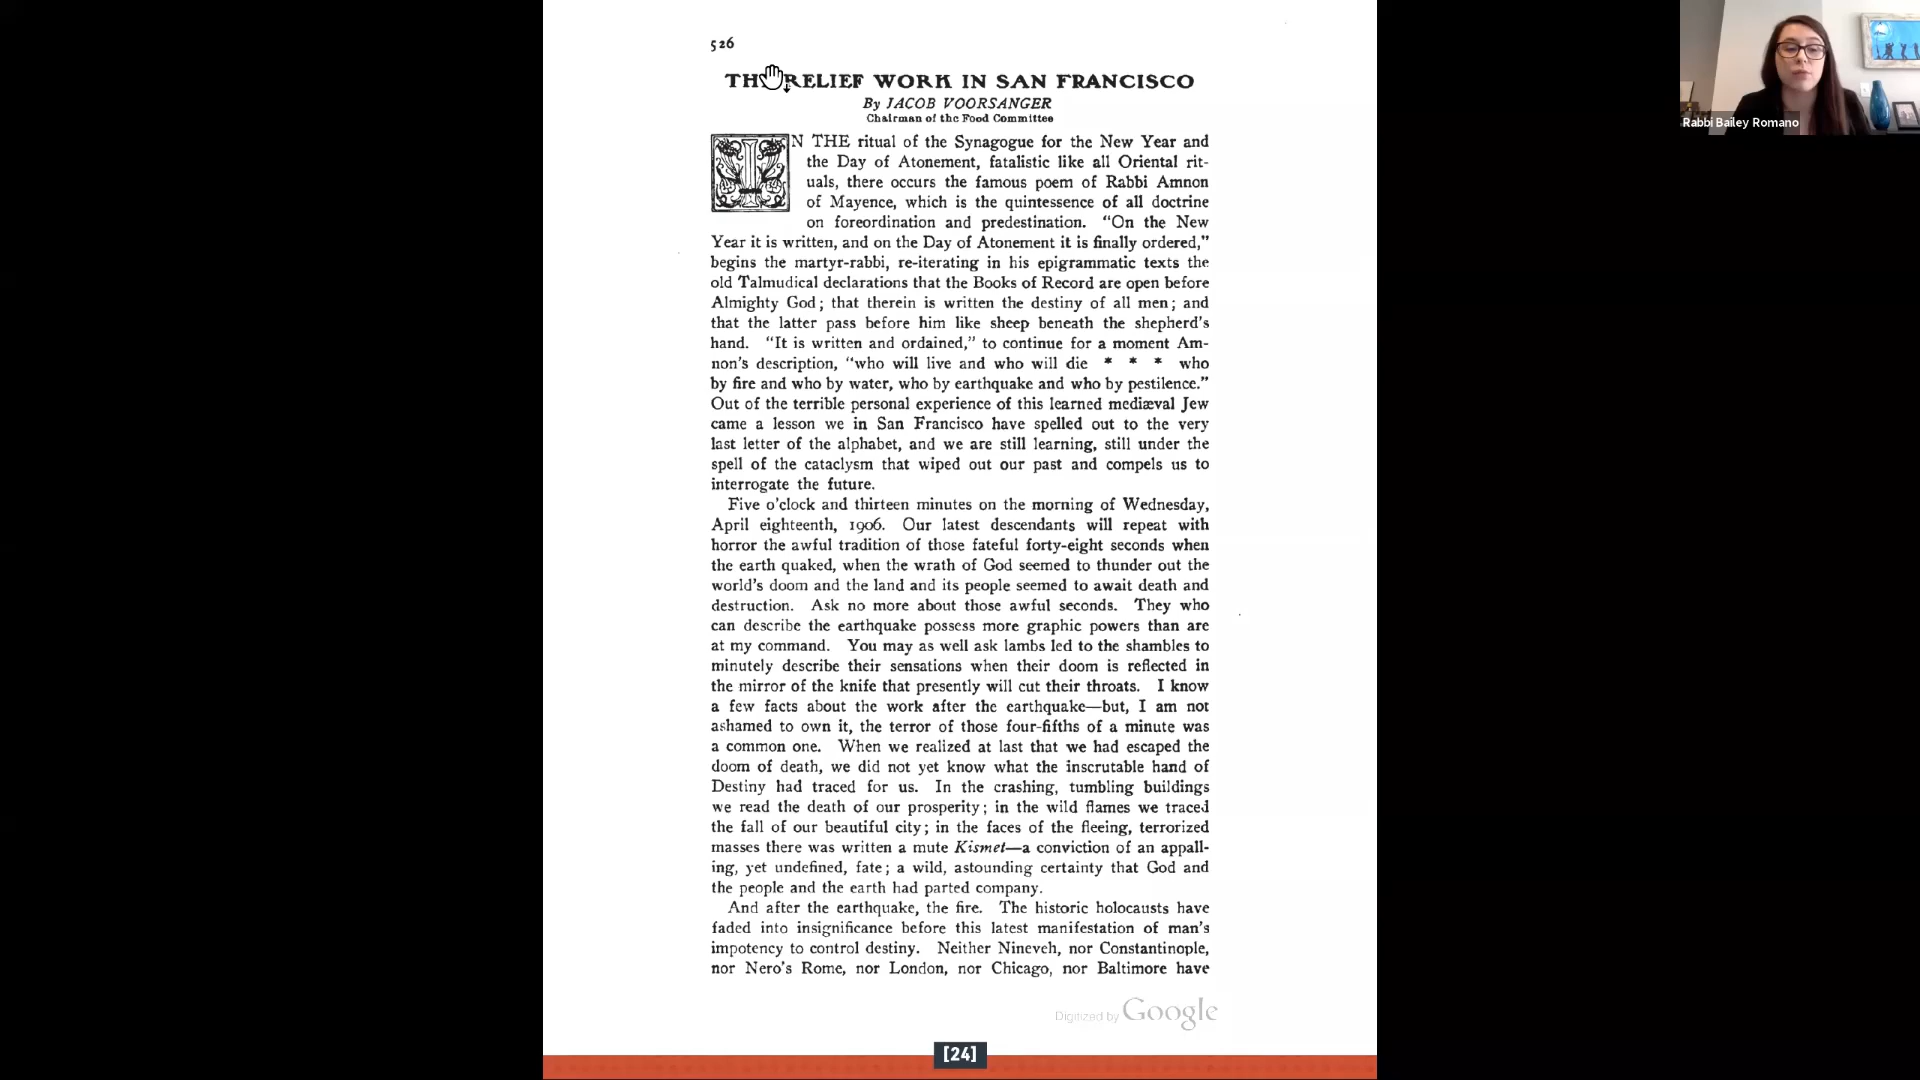 526
TH RELIEF WORK IN SAN FRANCISCO
By JACOB VOORSANGER
Chairman of the Food Committee
IN THE ritual of the Synagogue for the New Year and
the Day of Atonement, fatalistic like all Oriental rit-
uals, there occurs the famous poem of Rabbi Amnon
of Mayence, which is the quintessence of all doctrine
on foreordination and predestination. "On the New
Year it is written, and on the Day of Atonement it is finally ordered,"
begins the martyr-rabbi, re-iterating in his epigrammatic texts the
old Talmudical declarations that the Books of Record are open before
Almighty God; that therein is written the destiny of all men; and
that the latter pass before him like sheep beneath the shepherd's
hand. "It is written and ordained," to continue for a moment Am-
non's description, "who will live and who will die * * * who
by fire and who by water, who by earthquake and who by pestilence."
Out of the terrible personal experience of this learned mediæval Jew
came a lesson we in San Francisco have spelled out to the very
last letter of the alphabet, and we are still learning, still under the
spell of the cataclysm that wiped out our past and compels us to
interrogate the future.
Five o'clock and thirteen minutes on the morning of Wednesday,
April eighteenth, 1906. Our latest descendants will repeat with
horror the awful tradition of those fateful forty-eight seconds when
the earth quaked, when the wrath of God seemed to thunder out the
world's doom and the land and its people seemed to await death and
destruction. Ask no more about those awful seconds. They who
can describe the earthquake possess more graphic powers than are
at my command. You may as well ask lambs led to the shambles to
minutely describe their sensations when their doom is reflected in
the mirror of the knife that presently will cut their throats. I know
a few facts about the work after the earthquake—but, I am not
ashamed to own it, the terror of those four-fifths of a minute was
a common one. When we realized at last that we had escaped the
doom of death, we did not yet know what the inscrutable hand of
Destiny had traced for us. In the crashing, tumbling buildings
we read the death of our prosperity; in the wild flames we traced
the fall of our beautiful city; in the faces of the fleeing, terrorized
masses there was written a mute Kismet—a conviction of an appall-
ing, yet undefined, fate; a wild, astounding certainty that God and
the people and the earth had parted company.
And after the earthquake, the fire. The historic holocausts have
faded into insignificance before this latest manifestation of man's
impotency to control destiny. Neither Nineveh, nor Constantinople,
nor Nero's Rome, nor London, nor Chicago, nor Baltimore have
Digitized by Google
[24]
Rabbi Bailey Romano